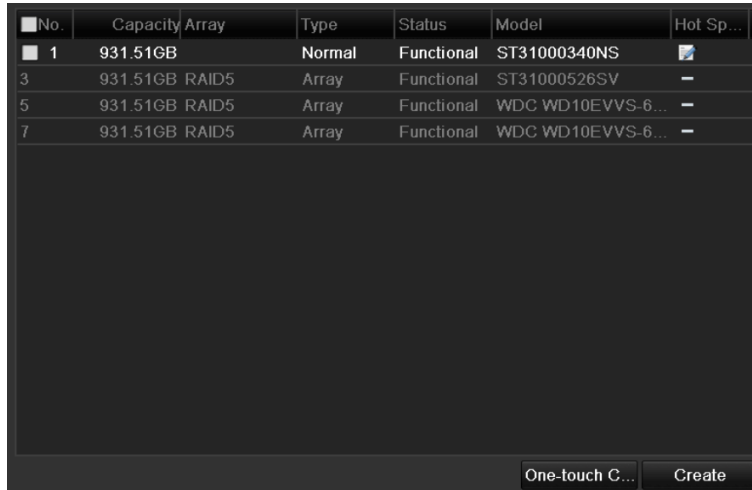 No. Capacity Array Type Status Model Hot Sp...
1 931.51GB Normal Functional ST31000340NS
3 931.51GB RAID5 Array Functional ST31000526SV –
5 931.51GB RAID5 Array Functional WDC WD10EVVS-6... –
7 931.51GB RAID5 Array Functional WDC WD10EVVS-6... –
One-touch C... Create